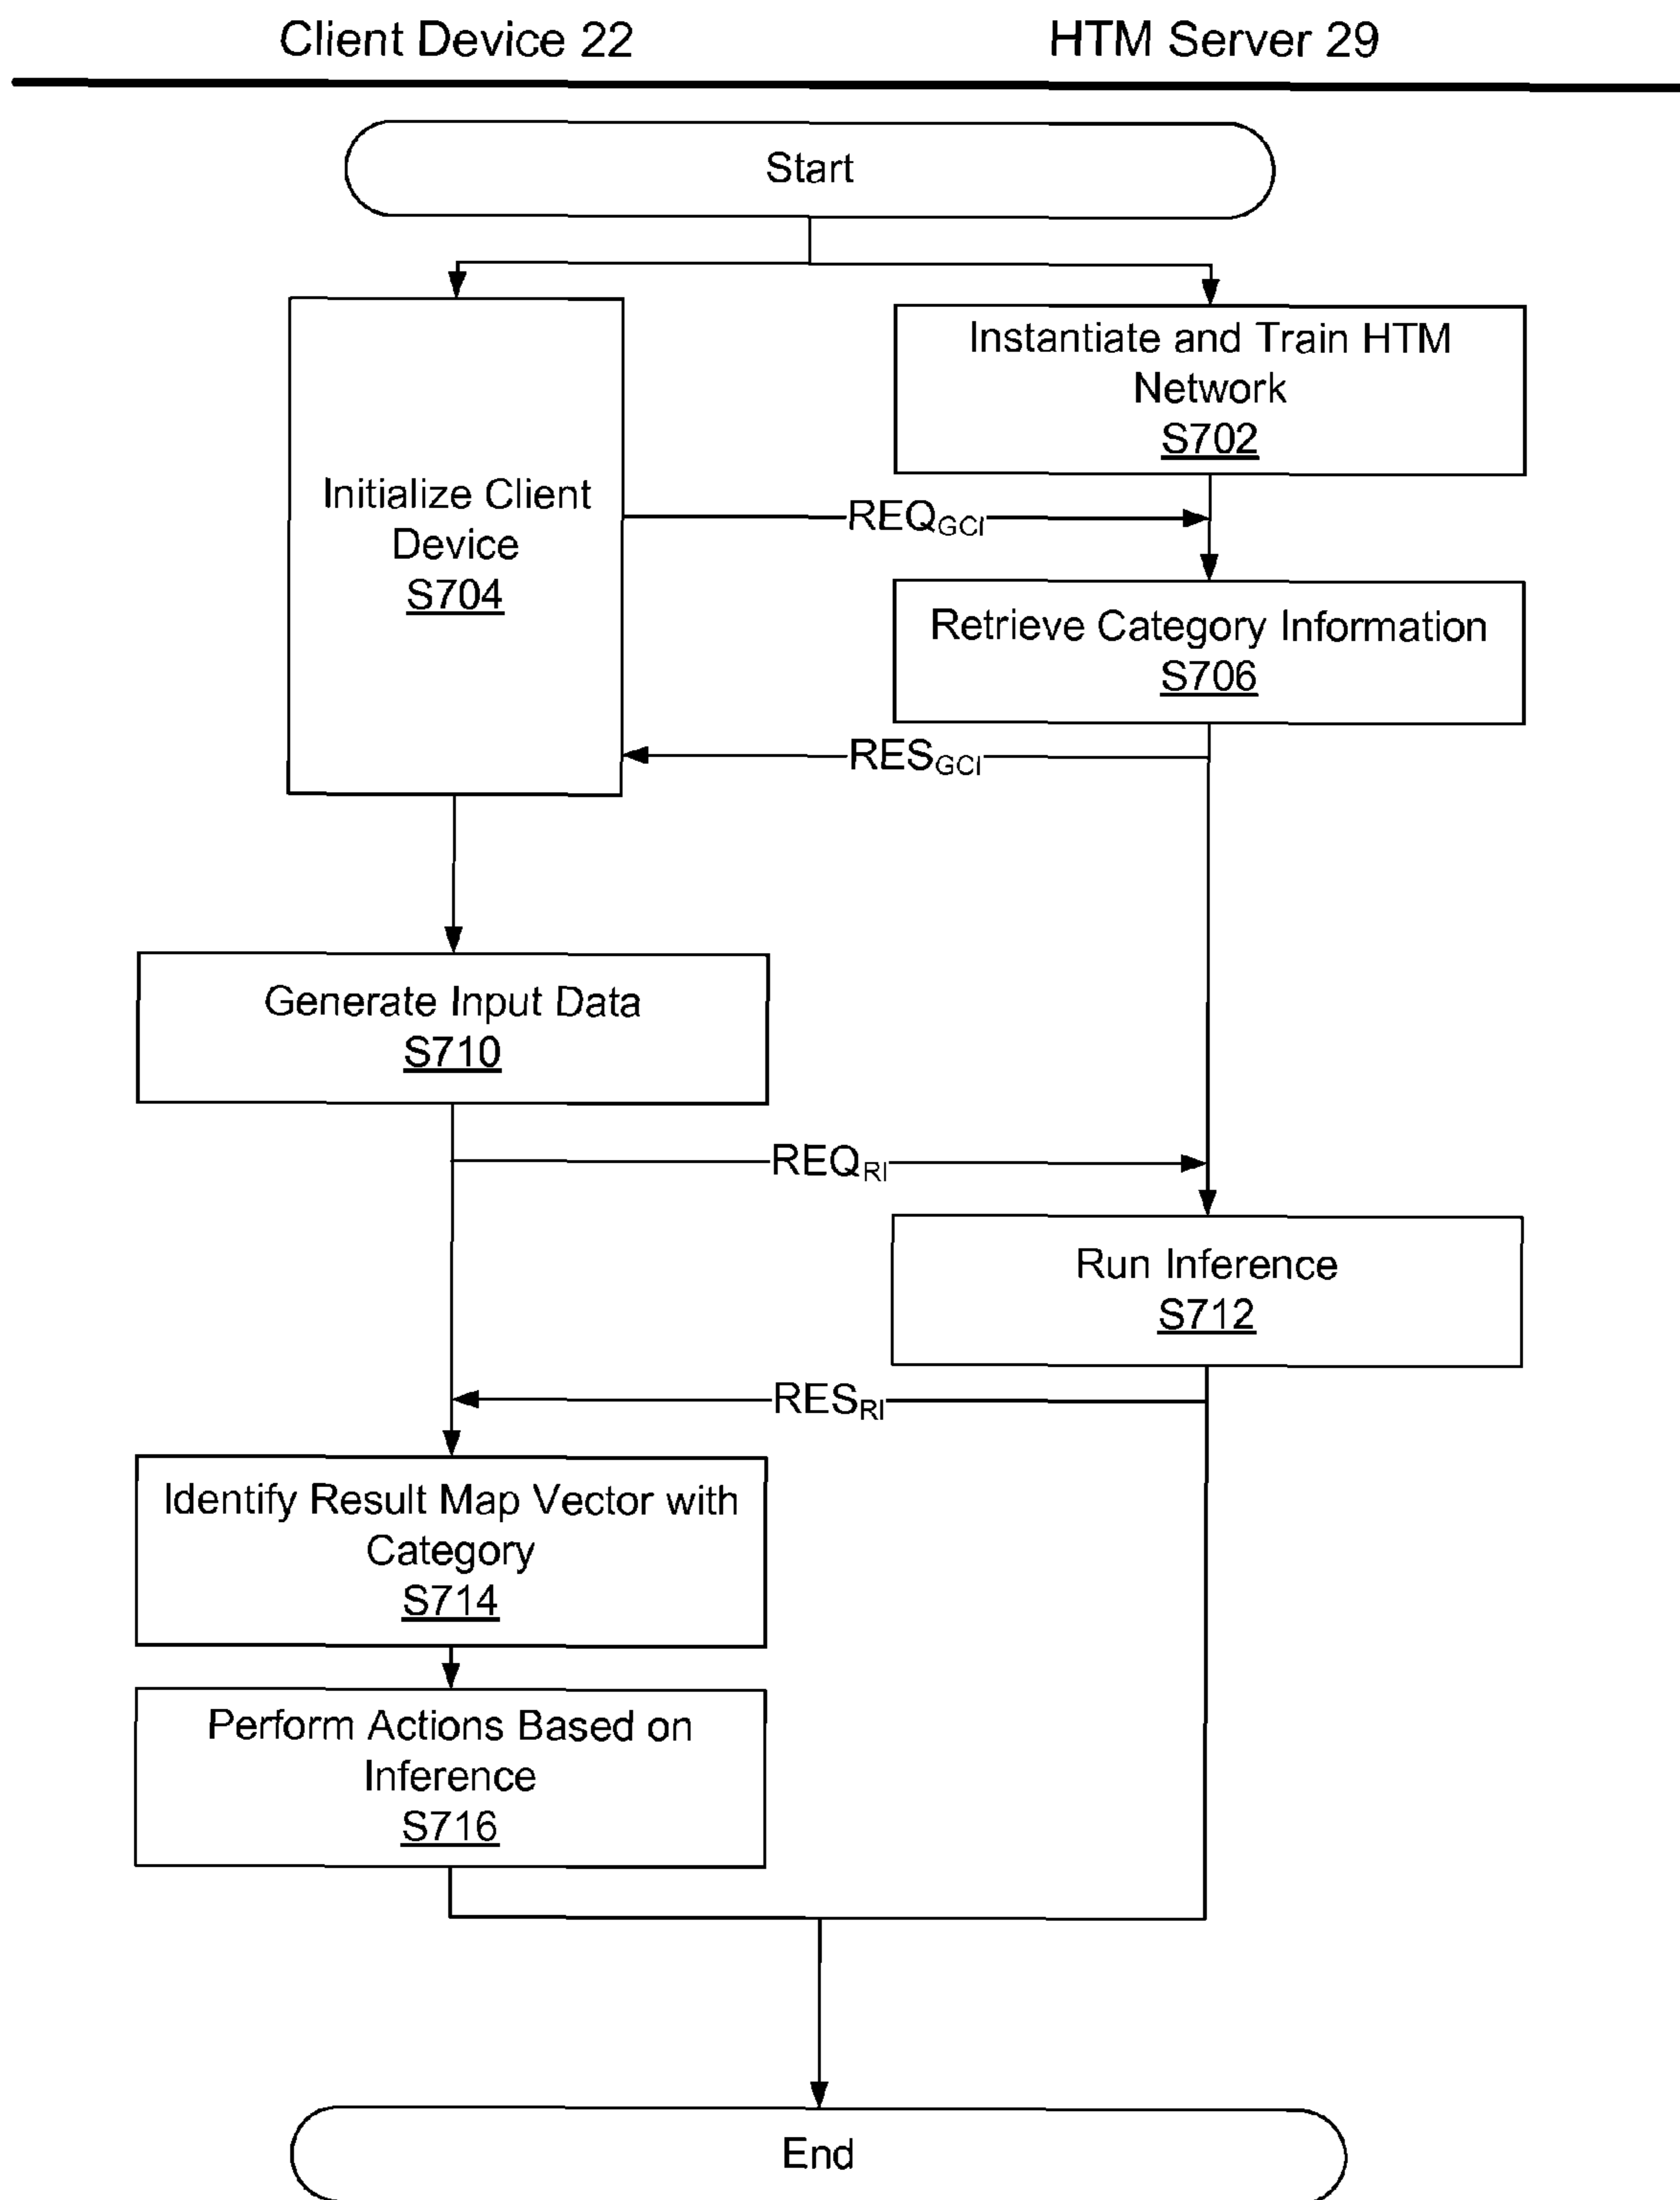 Client Device 22
HTM Server 29
Start
Instantiate and Train HTM
Network
S702
Initialize Client
Device
S704
REQGCI
Retrieve Category Information
S706
RESGCI
Generate Input Data
S710
REQRI
Run Inference
S712
RESRI
Identify Result Map Vector with
Category
S714
Perform Actions Based on
Inference
S716
End